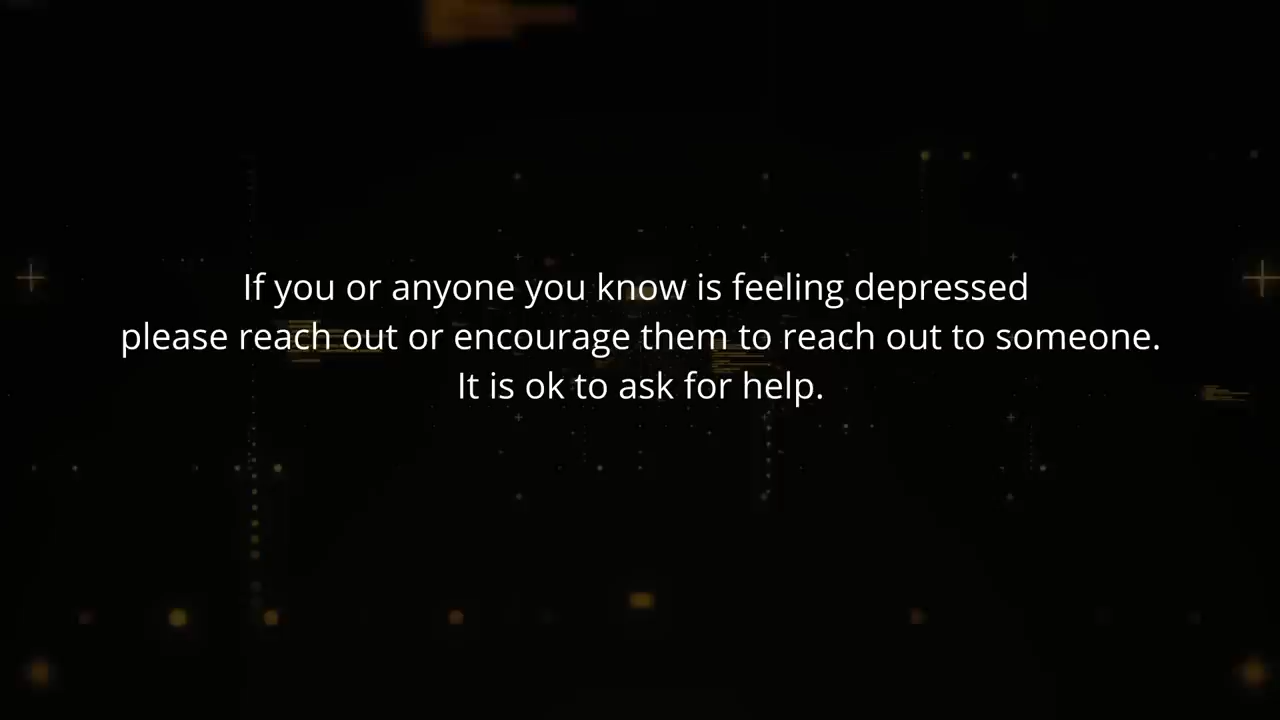 If you or anyone you know is feeling depressed
please reach out or encourage them to reach out to someone.
It is ok to ask for help.